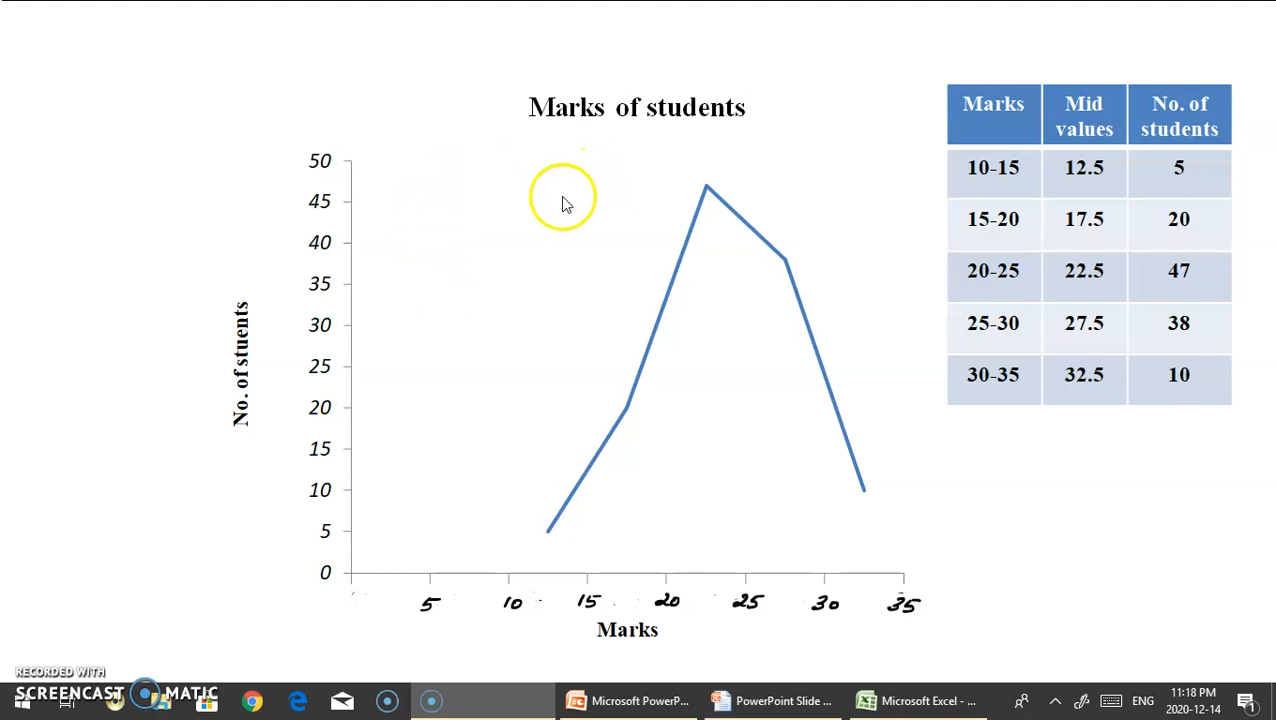 Marks of students
50
45
40
35
30
25
20
15
10
5
0
No. of stuents
5 10 15 20 25 30 35
Marks
Marks Mid values No. of students
10-15 12.5 5
15-20 17.5 20
20-25 22.5 47
25-30 27.5 38
30-35 32.5 10
RECORDED WITH
SCREENCAST MATIC
Microsoft PowerP...
PowerPoint Slide ...
Microsoft Excel - ...
ENG
11:18 PM
2020-12-14
1